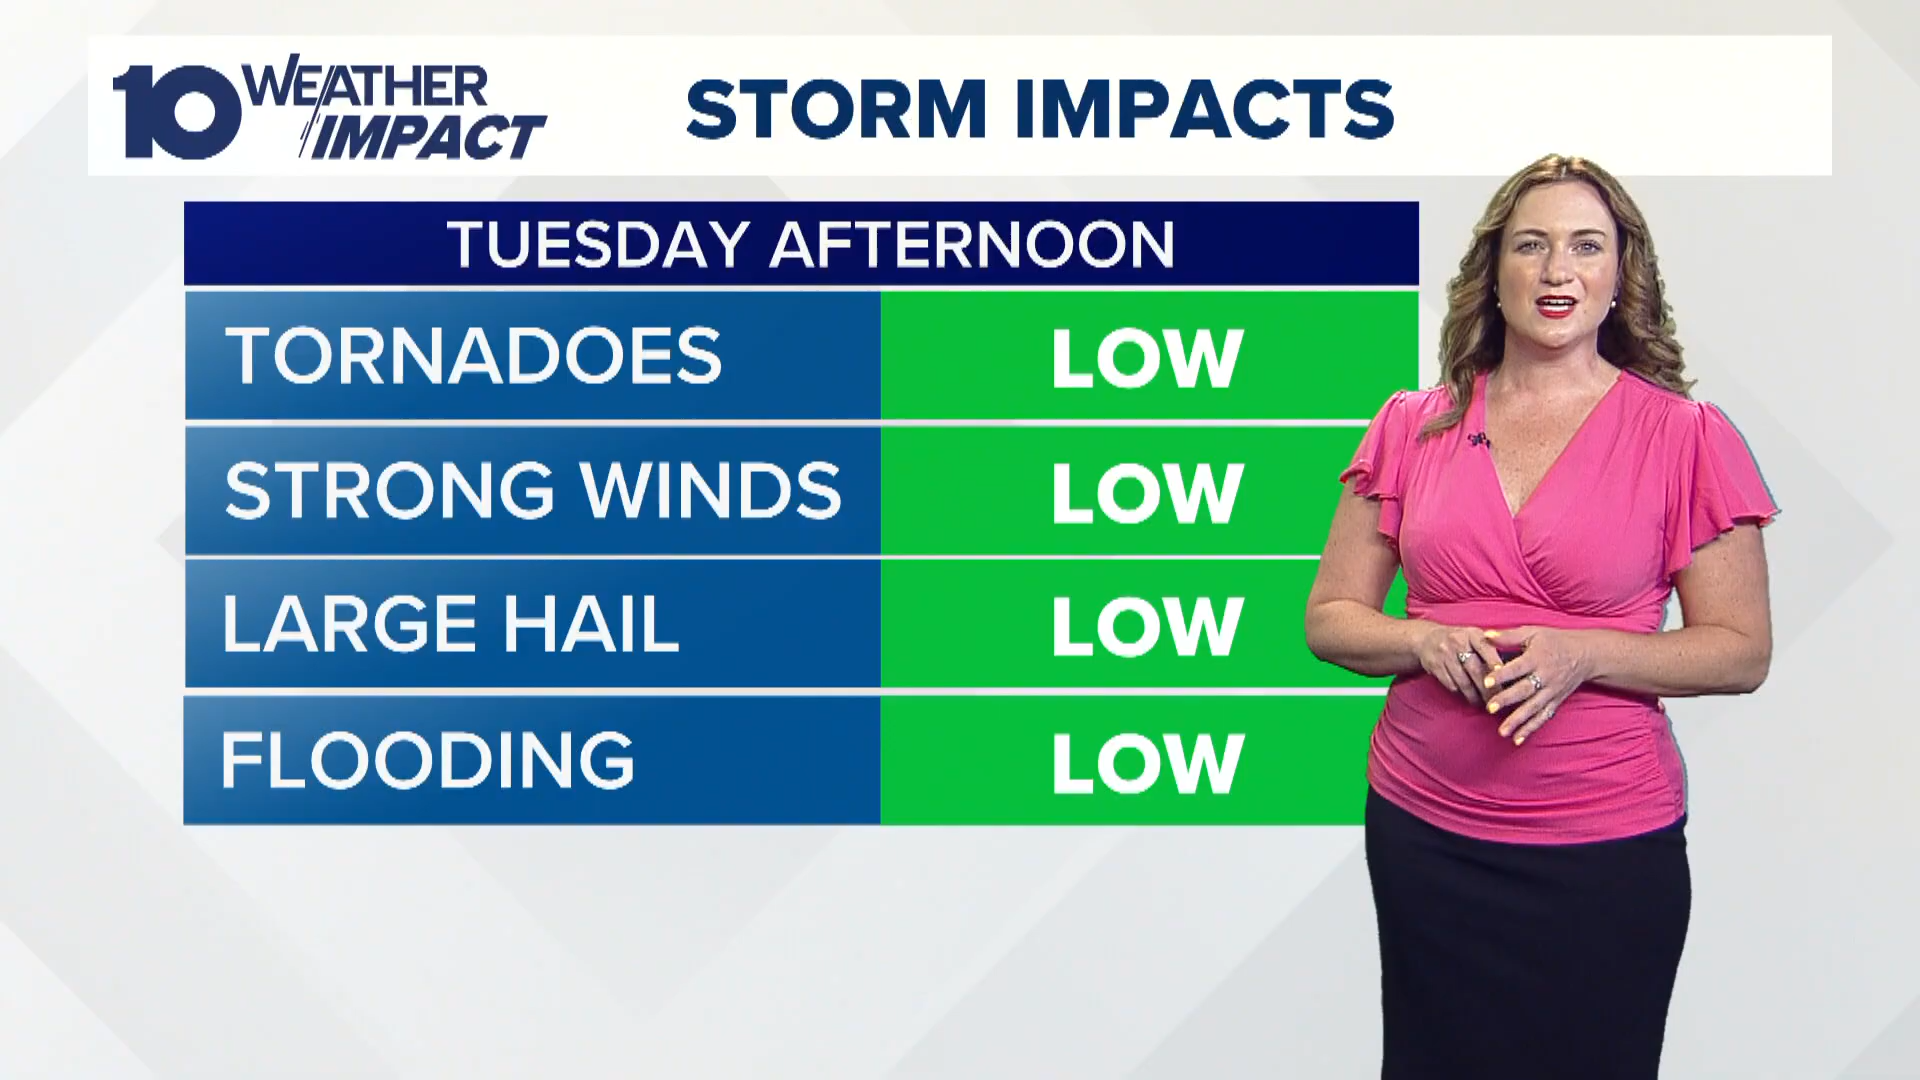 10 WEATHER IMPACT
STORM IMPACTS
TUESDAY AFTERNOON
TORNADOES LOW
STRONG WINDS LOW
LARGE HAIL LOW
FLOODING LOW